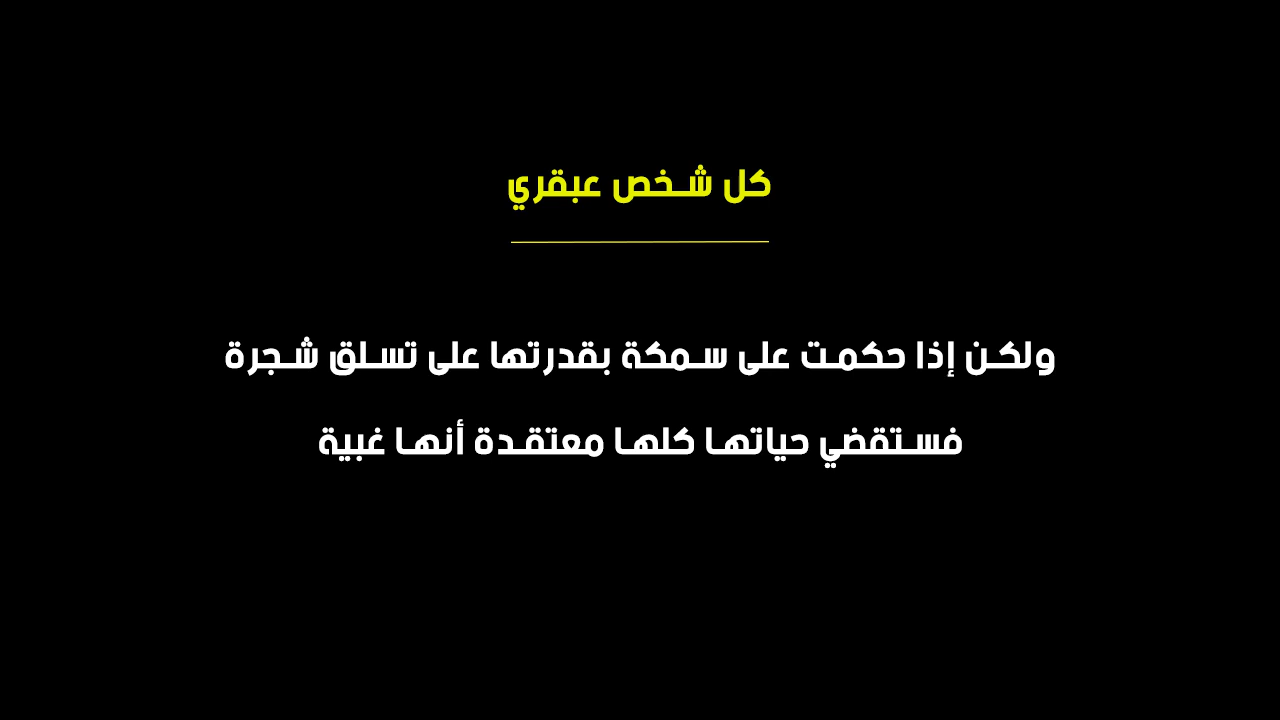 كل شخص عبقري
ولكن إذا حكمت على سمكة بقدرتها على تسلق شجرة
فستقضي حياتها كلها معتقدة أنها غبية